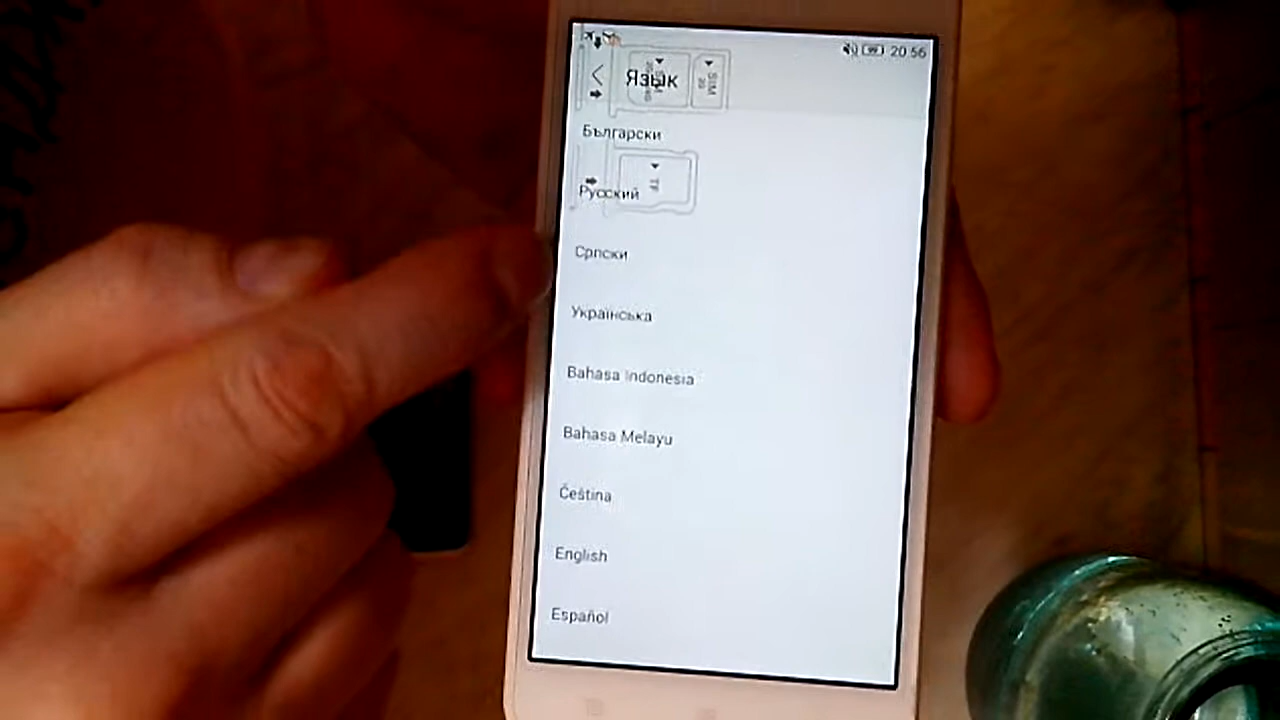 20:56
Язык
SIM
Български
TF
Русский
Српски
Українська
Bahasa Indonesia
Bahasa Melayu
Čeština
English
Español